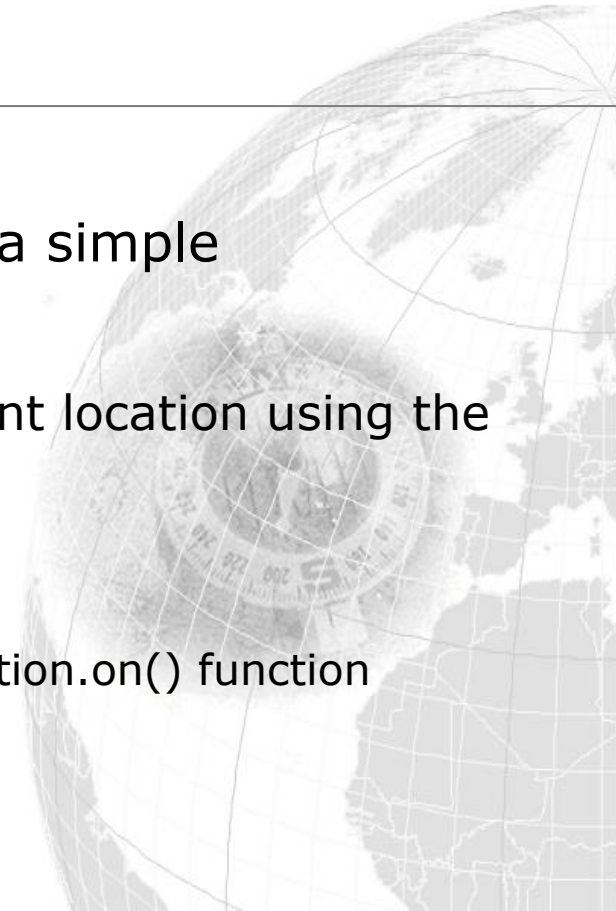 a simple
nt location using the
tion.on() function